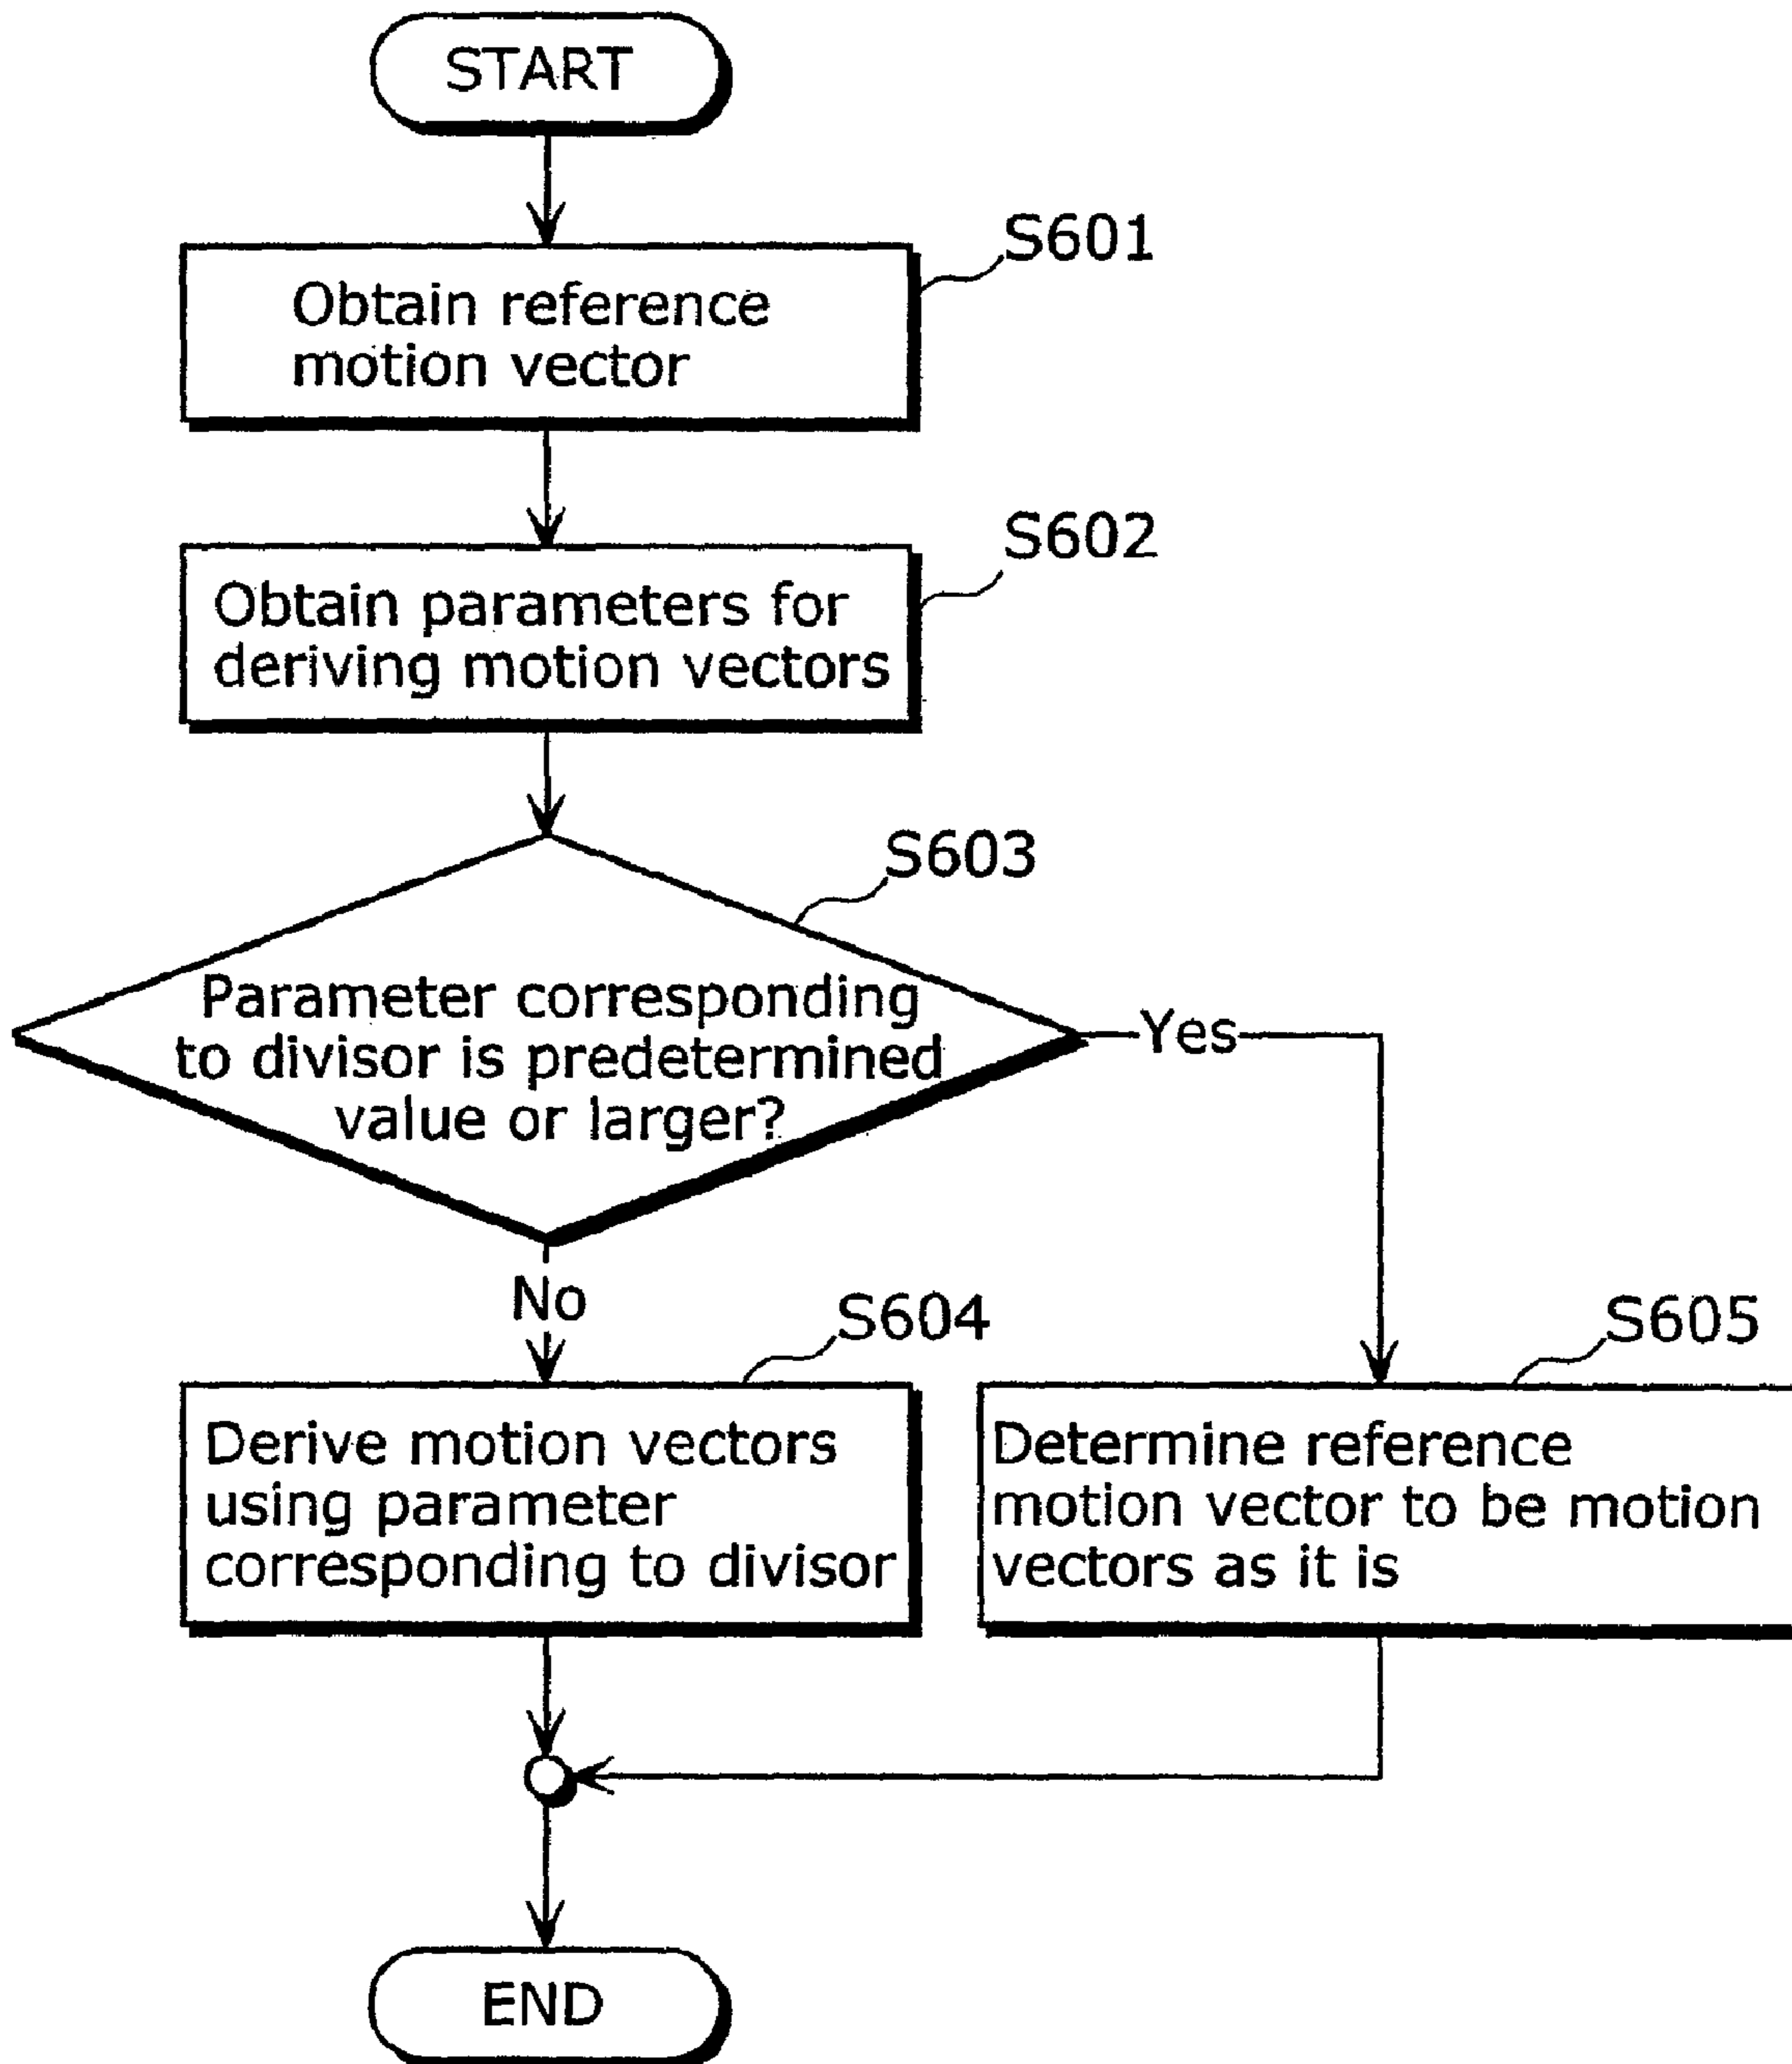 START
S601
Obtain reference
motion vector
S602
Obtain parameters for
deriving motion vectors
S603
Parameter corresponding
to divisor is predetermined
value or larger?
Yes
No
S604
Derive motion vectors
using parameter
corresponding to divisor
S605
Determine reference
motion vector to be motion
vectors as it is
END